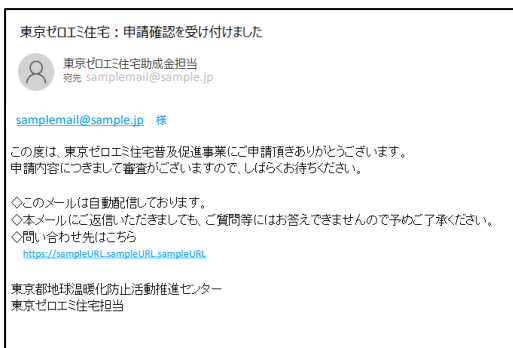 東京ゼロエミ住宅：申請確認を受け付けました
東京ゼロエミ住宅助成金担当
宛先 samplemail@sample.jp
samplemail@sample.jp 様
この度は、東京ゼロエミ住宅普及促進事業にご申請頂きありがとうございます。
申請内容につきまして審査がございますので、しばらくお待ちください。
◇このメールは自動配信しております。
◇本メールにご返信いただきましても、ご質問等にはお答えできませんので予めご了承ください。
◇問い合わせ先はこちら
https://sampleURL.sampleURL.sampleURL
東京都地球温暖化防止活動推進センター
東京ゼロエミ住宅担当